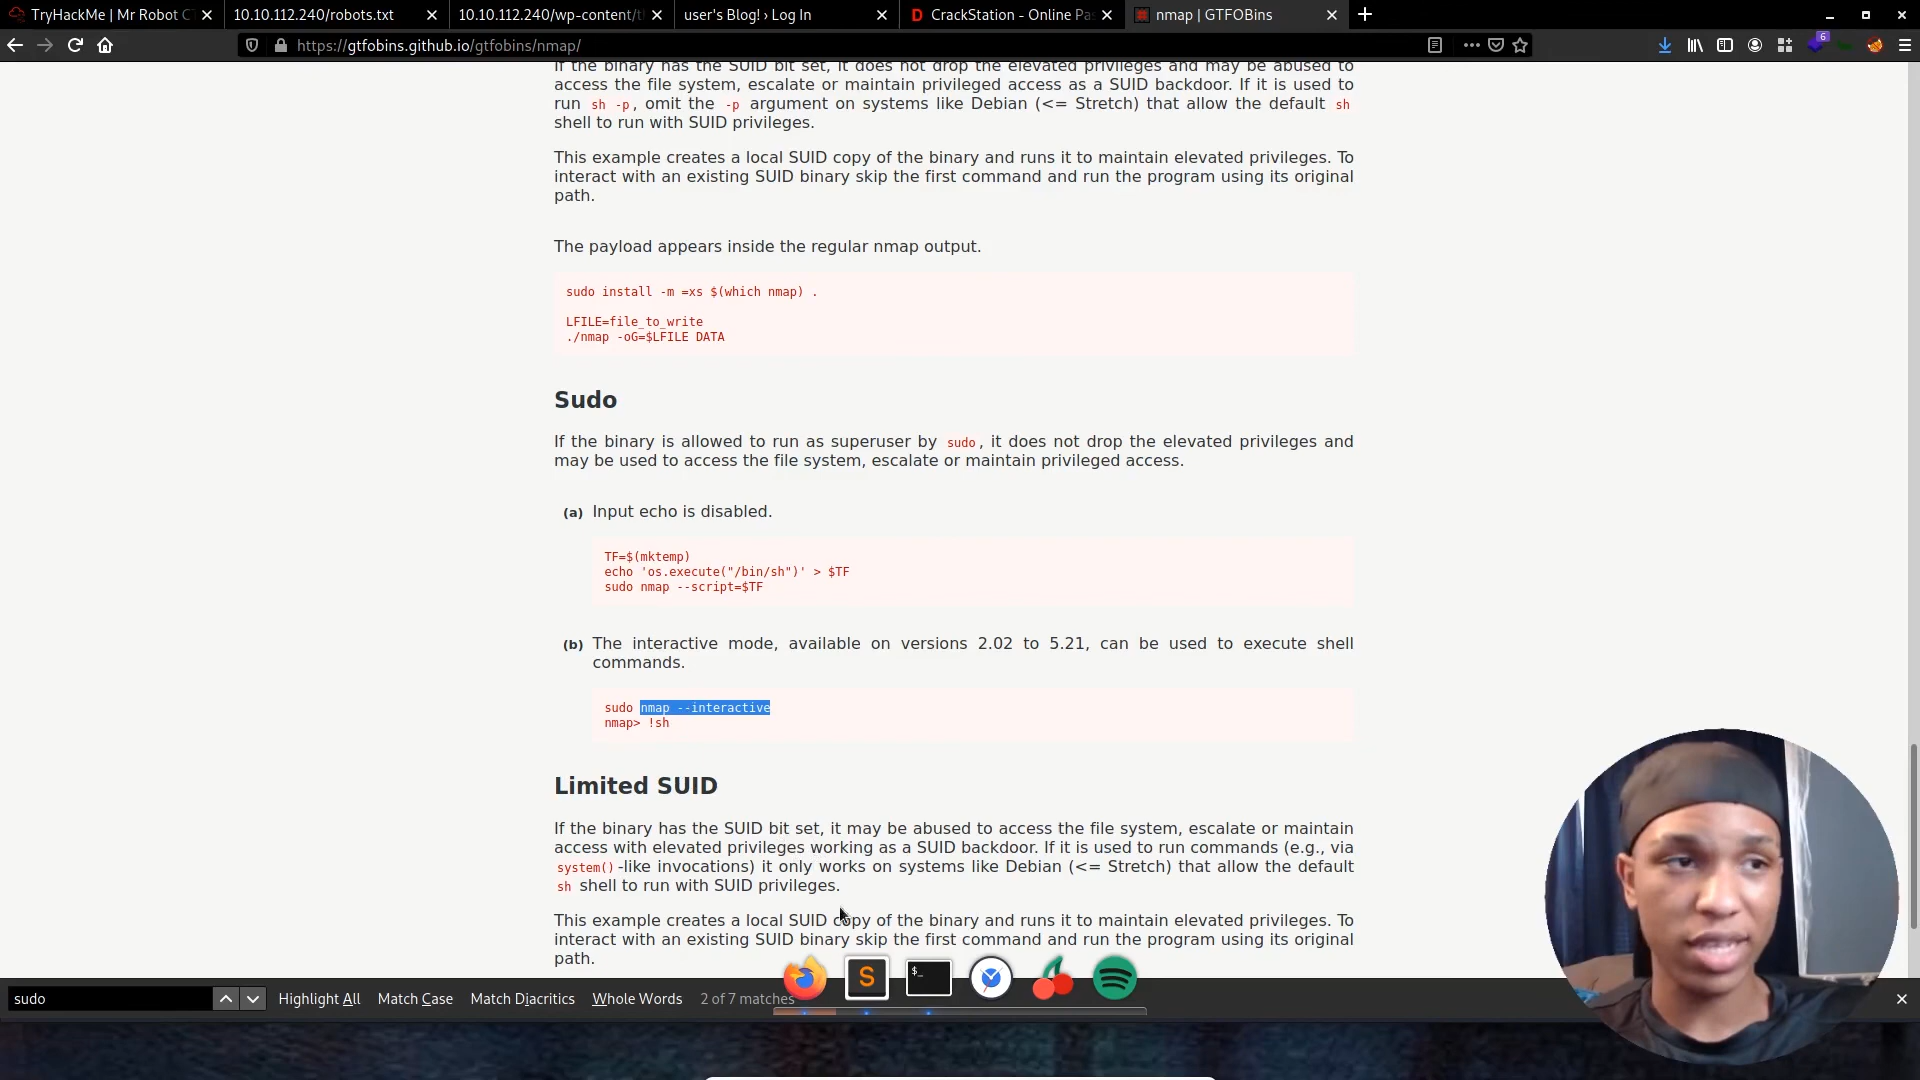 TryHackMe | Mr Robot CT
10.10.112.240/robots.txt
10.10.112.240/wp-content/t
user's Blog! › Log In
CrackStation - Online Pa
nmap | GTFOBins
https://gtfobins.github.io/gtfobins/nmap/
6
If the binary has the SUID bit set, it does not drop the elevated privileges and may be abused to
access the file system, escalate or maintain privileged access as a SUID backdoor. If it is used to
run sh -p, omit the -p argument on systems like Debian (<= Stretch) that allow the default sh
shell to run with SUID privileges.
This example creates a local SUID copy of the binary and runs it to maintain elevated privileges. To
interact with an existing SUID binary skip the first command and run the program using its original
path.
The payload appears inside the regular nmap output.
sudo install -m =xs $(which nmap) .
LFILE=file_to_write
./nmap -oG=$LFILE DATA
Sudo
If the binary is allowed to run as superuser by sudo, it does not drop the elevated privileges and
may be used to access the file system, escalate or maintain privileged access.
(a) Input echo is disabled.
TF=$(mktemp)
echo 'os.execute("/bin/sh")' > $TF
sudo nmap --script=$TF
(b) The interactive mode, available on versions 2.02 to 5.21, can be used to execute shell
commands.
sudo nmap --interactive
nmap> !sh
Limited SUID
If the binary has the SUID bit set, it may be abused to access the file system, escalate or maintain
access with elevated privileges working as a SUID backdoor. If it is used to run commands (e.g., via
system()-like invocations) it only works on systems like Debian (<= Stretch) that allow the default
sh shell to run with SUID privileges.
This example creates a local SUID copy of the binary and runs it to maintain elevated privileges. To
interact with an existing SUID binary skip the first command and run the program using its original
path.
$_
sudo
Highlight All
Match Case
Match Diacritics
Whole Words
2 of 7 matches